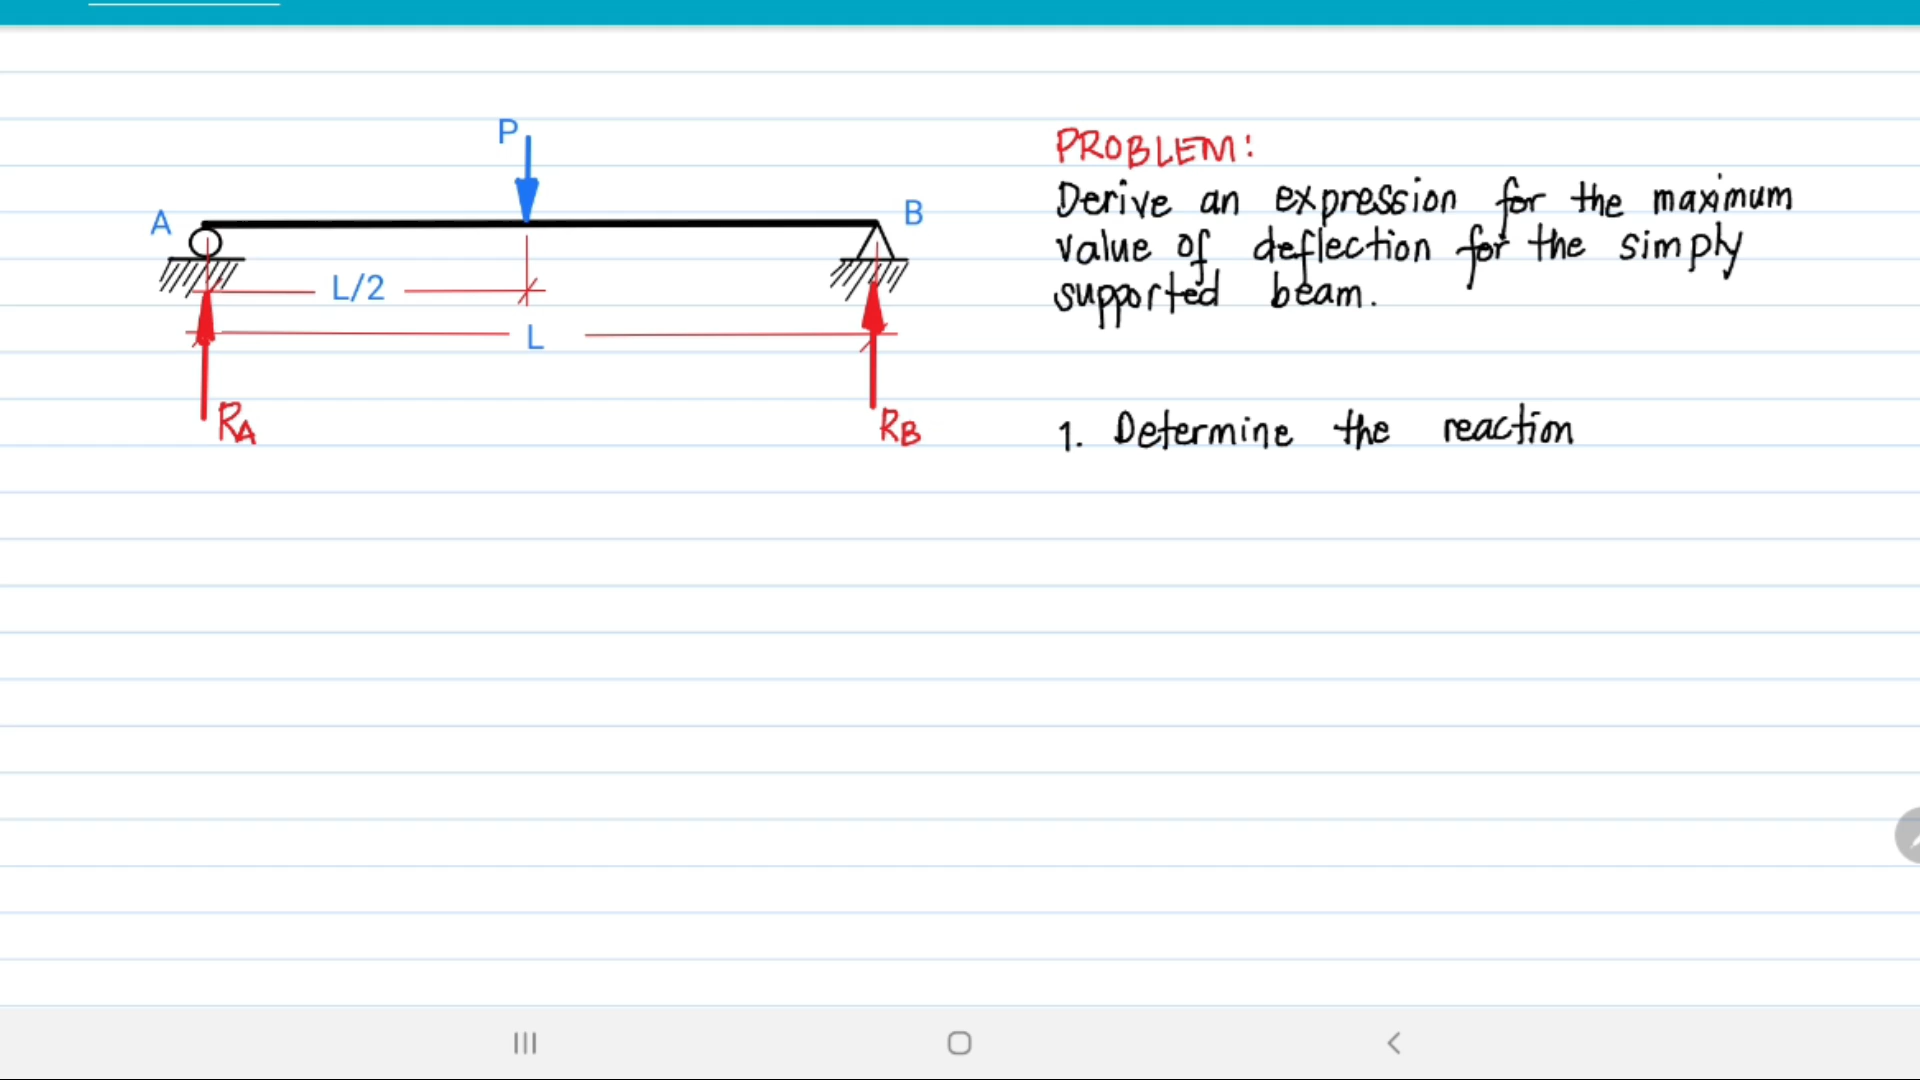 P
A
B
L/2
L
RA
RB
PROBLEM:
Derive an expression for the maximum
value of deflection for the simply
supported beam.
1. Determine the reaction